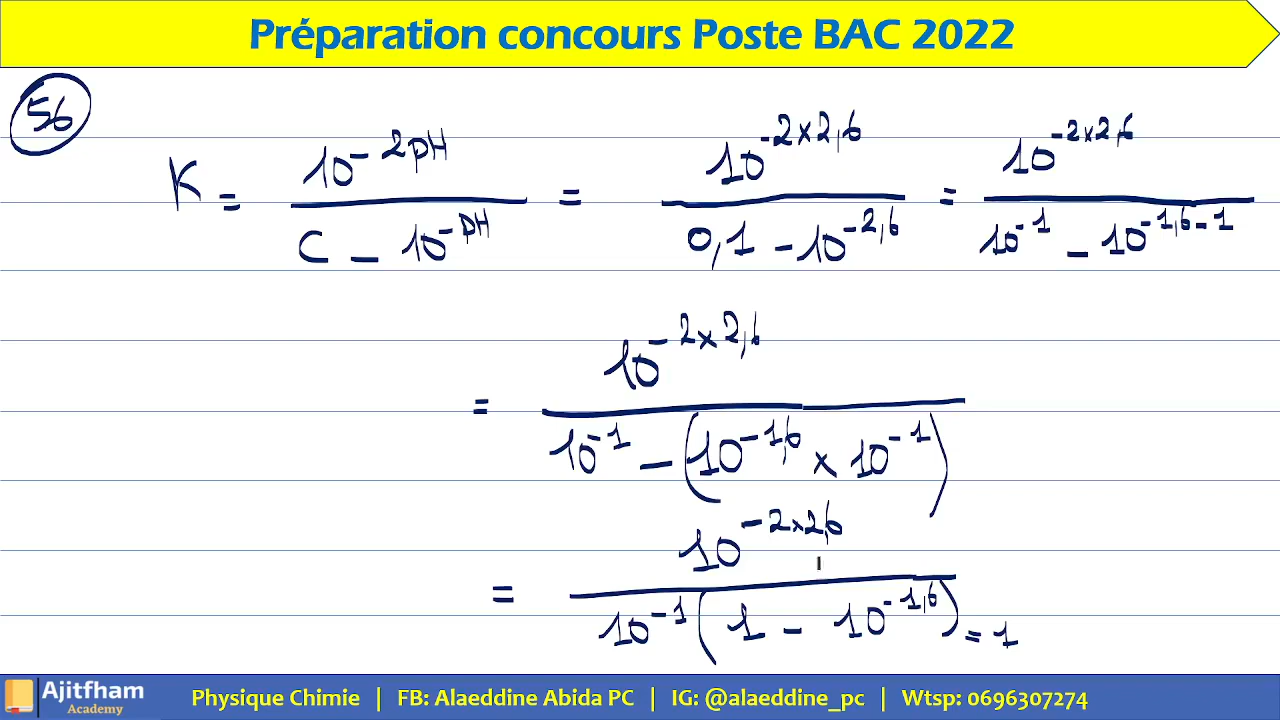 Préparation concours Poste BAC 2022
56
K = 10^{-2pH} / (C - 10^{-pH}) = 10^{-2×2,6} / (0,1 - 10^{-2,6}) = 10^{-2×2,6} / (10^{-1} - 10^{-1,6-1})
= 10^{-2×2,6} / (10^{-1} - (10^{-1,6} × 10^{-1}))
= 10^{-2×2,6} / (10^{-1} (1 - 10^{-1,6})) = 1
Ajitfham
Academy
Physique Chimie | FB: Alaeddine Abida PC | IG: @alaeddine_pc | Wtsp: 0696307274